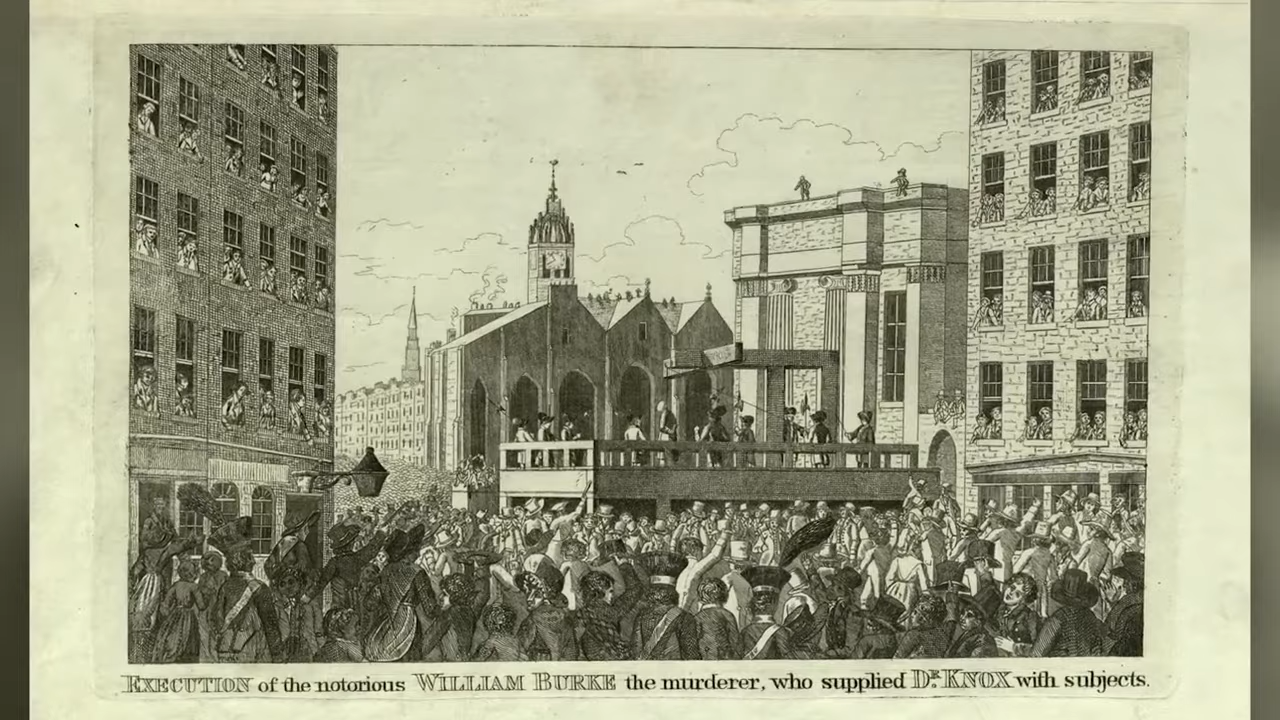 EXECUTION of the notorious WILLIAM BURKE the murderer, who supplied DR. KNOX with subjects.